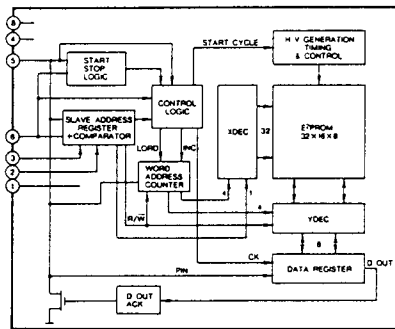 8
4
5
6
3
2
1
START
STOP
LOGIC
START CYCLE
H.V. GENERATION
TIMING
& CONTROL
CONTROL
LOGIC
SLAVE ADDRESS
REGISTER
+COMPARATOR
LORD
INC
XDEC
32
E²PROM
32×16×8
WORD
ADDRESS
COUNTER
4
1
R/W̅
4
YDEC
8
CK
PIN
DATA REGISTER
D OUT
D OUT
ACK